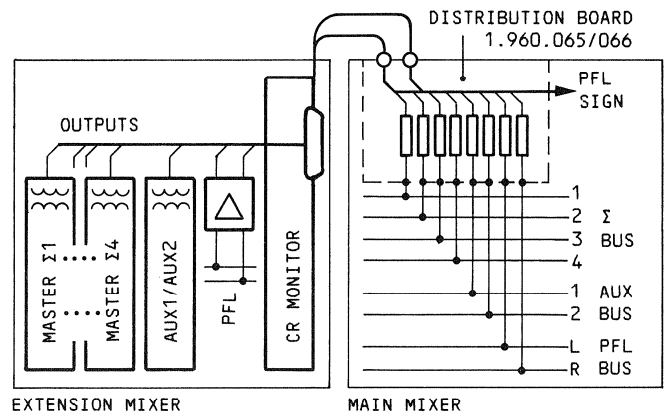 DISTRIBUTION BOARD
1.960.065/066
PFL
SIGN
OUTPUTS
MASTER Σ1
MASTER Σ4
AUX1/AUX2
PFL
CR MONITOR
1
2 Σ
3 BUS
4
1 AUX
2 BUS
L PFL
R BUS
EXTENSION MIXER
MAIN MIXER